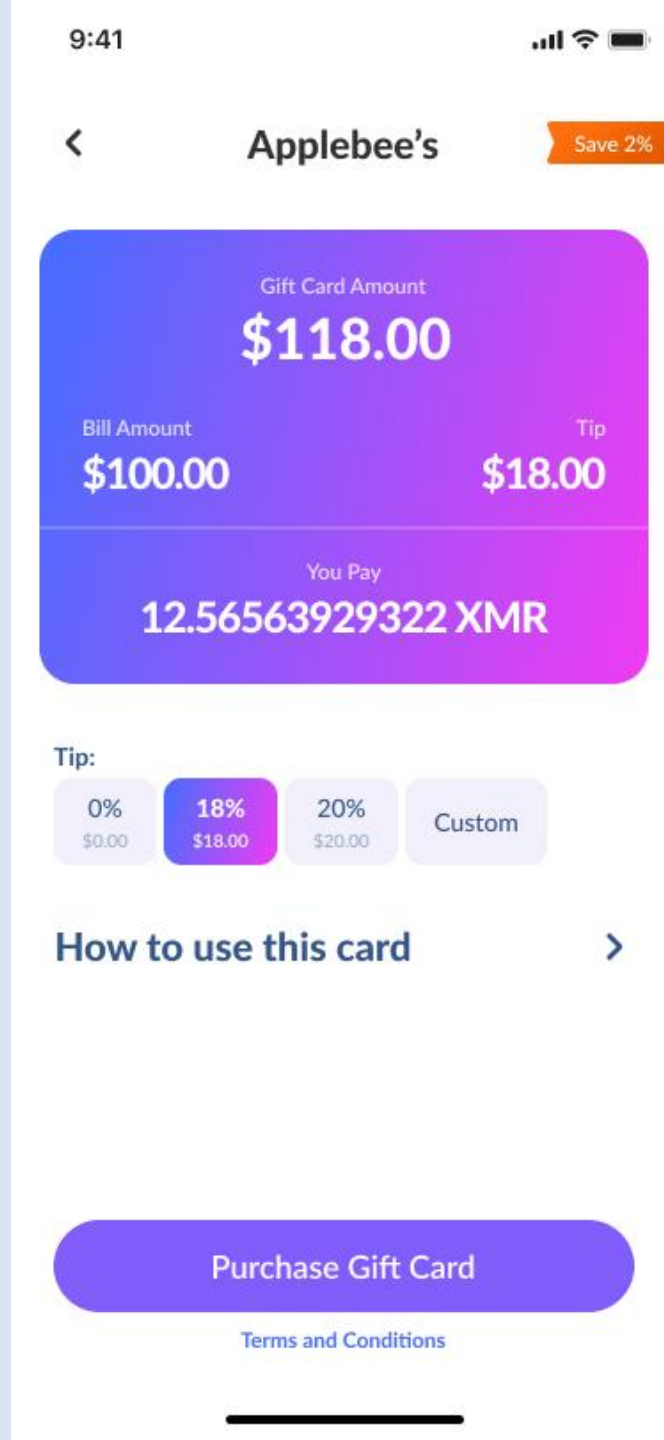 9:41
Applebee’s
Save 2%
Gift Card Amount
$118.00
Bill Amount
Tip
$100.00
$18.00
You Pay
12.56563929322 XMR
Tip:
0%
$0.00
18%
$18.00
20%
$20.00
Custom
How to use this card
Purchase Gift Card
Terms and Conditions